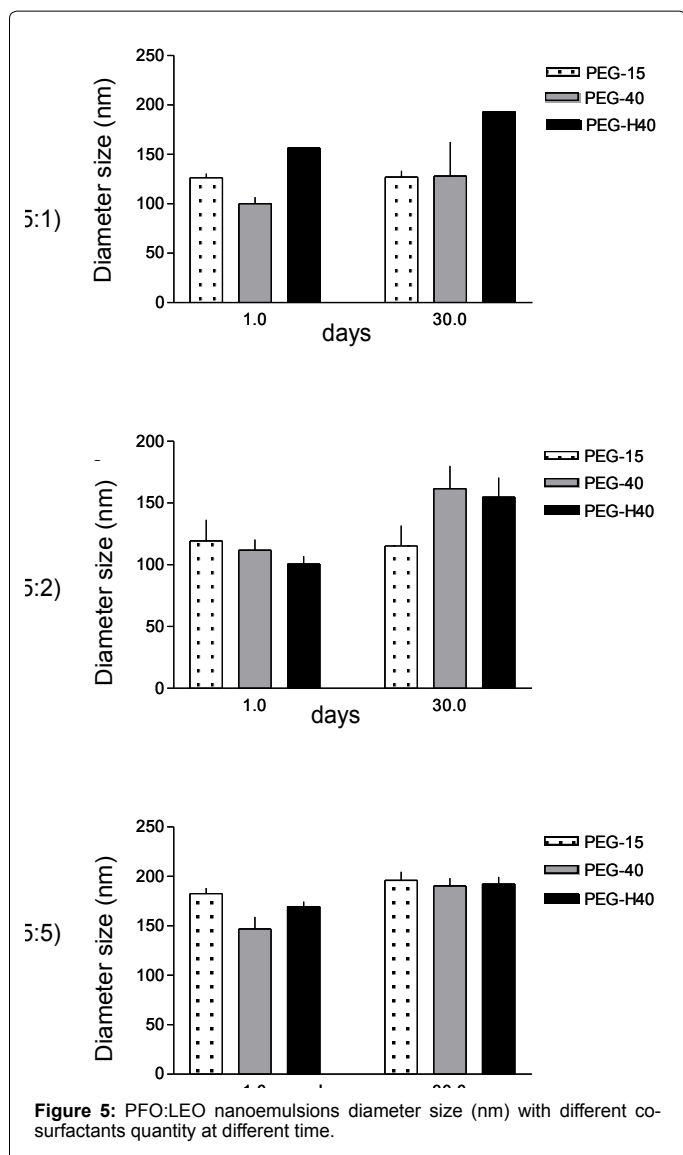 250
200
150
100
50
0
Diameter size (nm)
5:1)
1.0
30.0
days
PEG-15
PEG-40
PEG-H40
200
150
100
50
0
Diameter size (nm)
5:2)
1.0
30.0
days
PEG-15
PEG-40
PEG-H40
250
200
150
100
50
0
Diameter size (nm)
5:5)
PEG-15
PEG-40
PEG-H40
Figure 5: PFO:LEO nanoemulsions diameter size (nm) with different co-
surfactants quantity at different time.